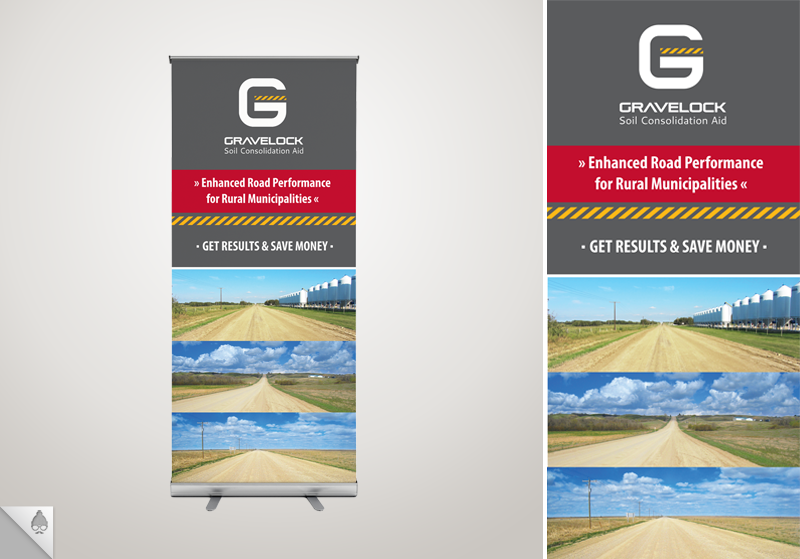 G
GRAVELOCK
Soil Consolidation Aid
» Enhanced Road Performance
for Rural Municipalities «
· GET RESULTS & SAVE MONEY ·
G
GRAVELOCK
Soil Consolidation Aid
» Enhanced Road Performance
for Rural Municipalities «
· GET RESULTS & SAVE MONEY ·